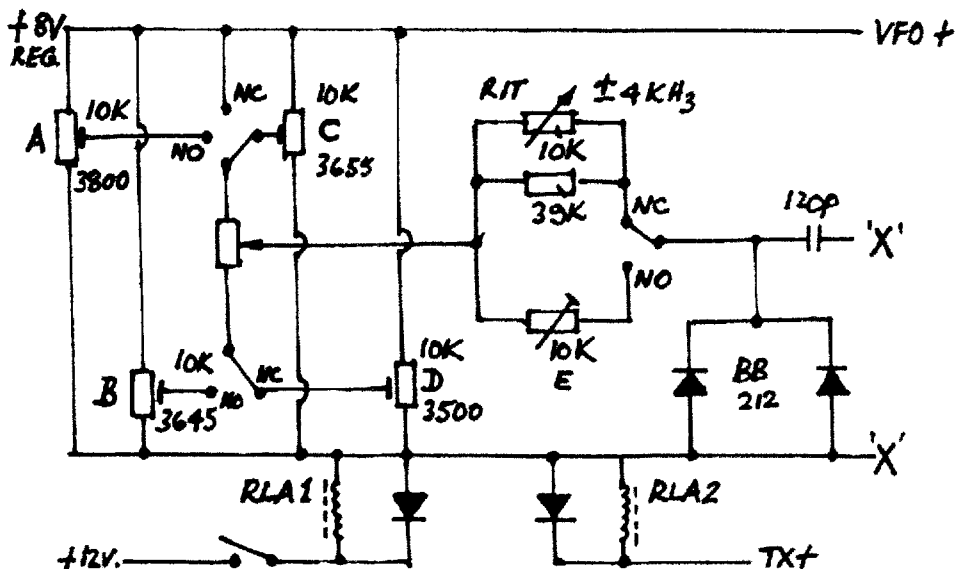 +8V
REG.
VFO +
10K
A
3800
NO
NC
10K
C
3655
RIT
±4KHz
10K
39K
NC
NO
10K
E
120P
'X'
B
10K
3645
NO
NC
10K
D
3500
BB
212
'X'
RLA1
RLA2
+12V.
TX+